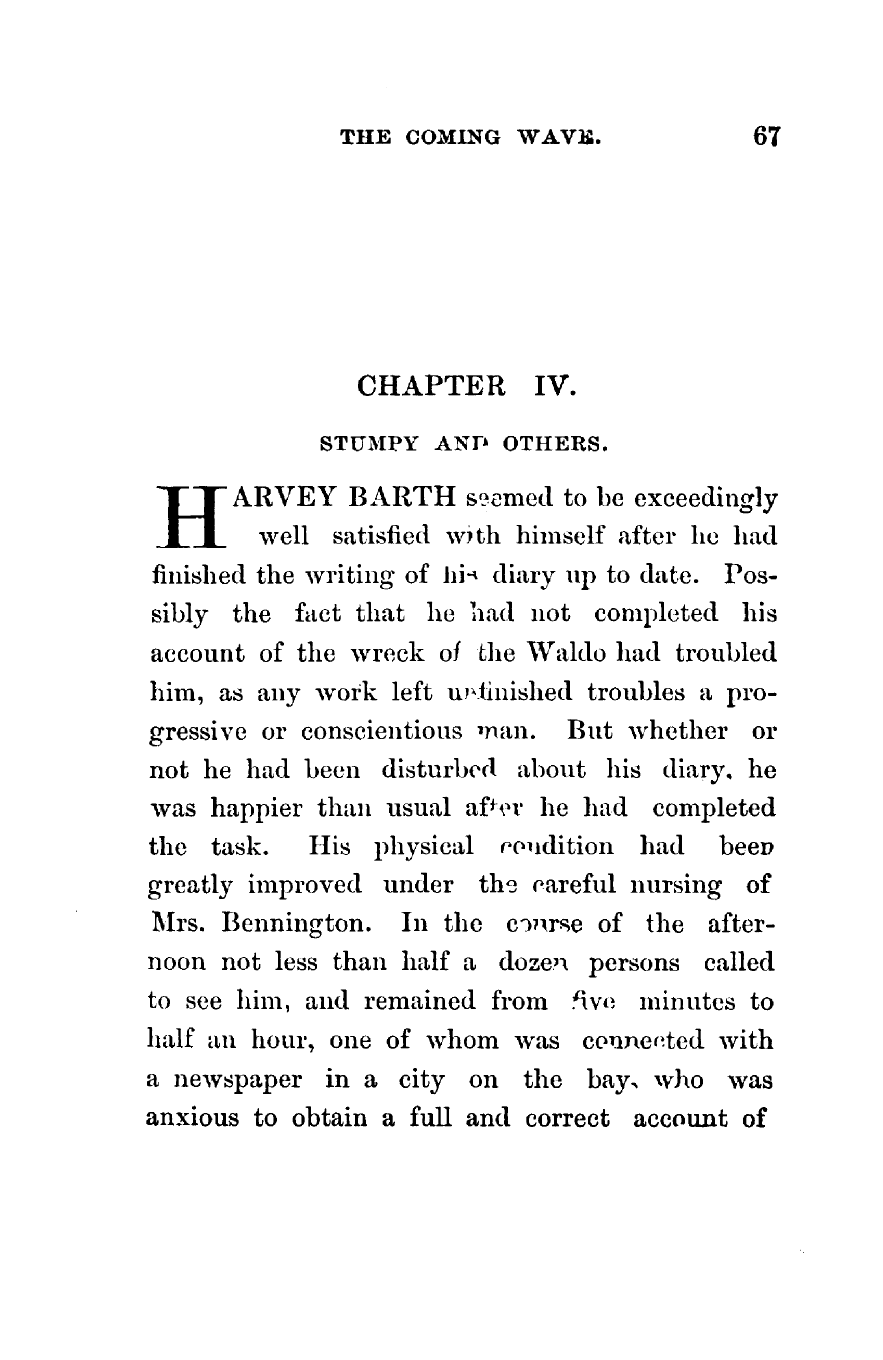 THE COMING WAVE. 67
CHAPTER IV.
STUMPY AND OTHERS.
HARVEY BARTH seemed to be exceedingly
well satisfied with himself after he had
finished the writing of his diary up to date. Pos-
sibly the fact that he had not completed his
account of the wreck of the Waldo had troubled
him, as any work left unfinished troubles a pro-
gressive or conscientious man. But whether or
not he had been disturbed about his diary, he
was happier than usual after he had completed
the task. His physical condition had been
greatly improved under the careful nursing of
Mrs. Bennington. In the course of the after-
noon not less than half a dozen persons called
to see him, and remained from five minutes to
half an hour, one of whom was connected with
a newspaper in a city on the bay, who was
anxious to obtain a full and correct account of